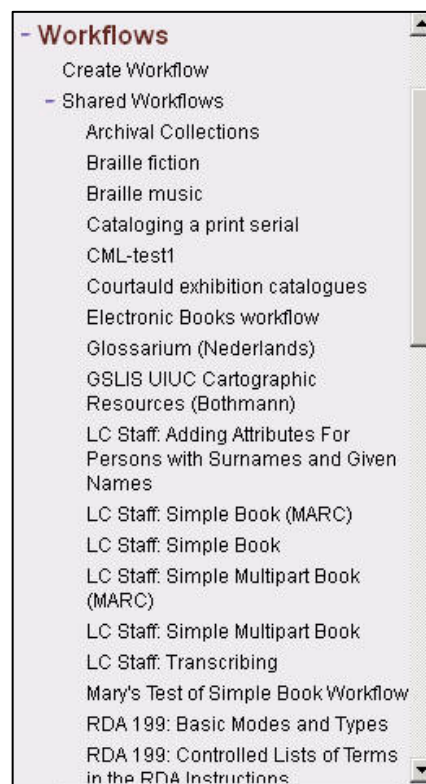 - Workflows
Create Workflow
- Shared Workflows
Archival Collections
Braille fiction
Braille music
Cataloging a print serial
CML-test1
Courtauld exhibition catalogues
Electronic Books workflow
Glossarium (Nederlands)
GSLIS UIUC Cartographic
Resources (Bothmann)
LC Staff: Adding Attributes For
Persons with Surnames and Given
Names
LC Staff: Simple Book (MARC)
LC Staff: Simple Book
LC Staff: Simple Multipart Book
(MARC)
LC Staff: Simple Multipart Book
LC Staff: Transcribing
Mary's Test of Simple Book Workflow
RDA 199: Basic Modes and Types
RDA 199: Controlled Lists of Terms
in the RDA Instructions